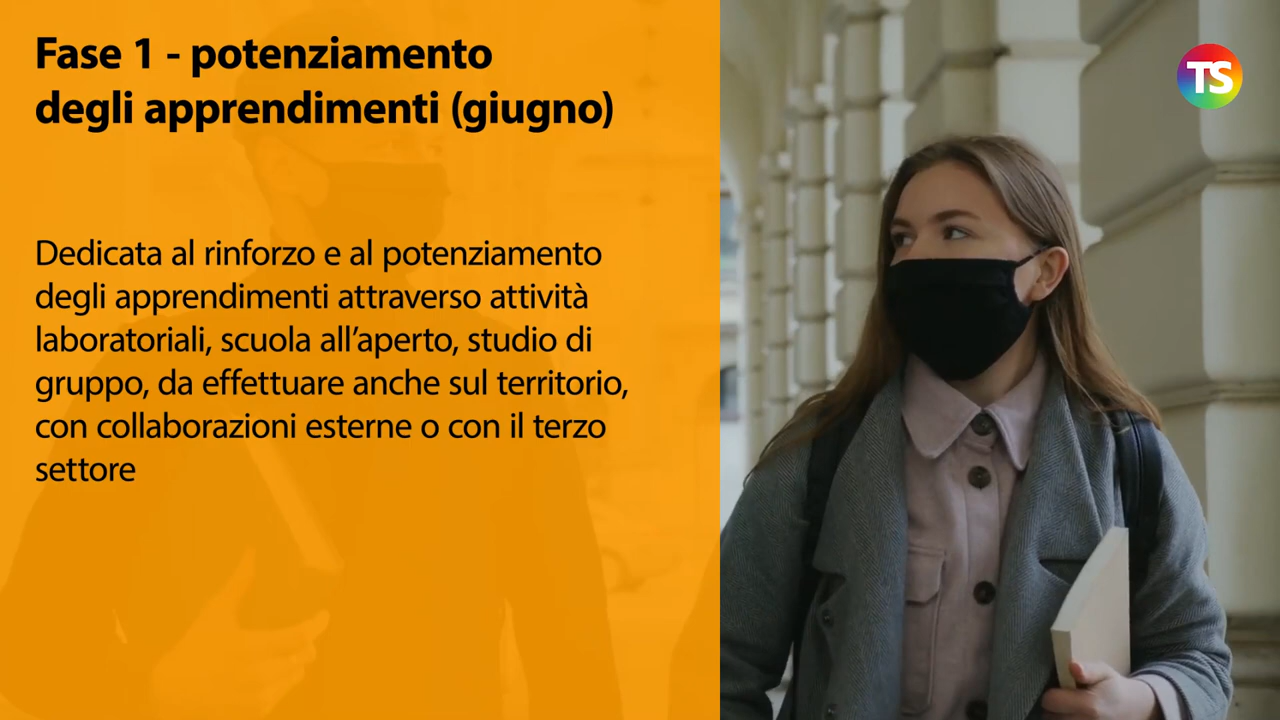 Fase 1 - potenziamento
degli apprendimenti (giugno)
TS
Dedicata al rinforzo e al potenziamento
degli apprendimenti attraverso attività
laboratoriali, scuola all’aperto, studio di
gruppo, da effettuare anche sul territorio,
con collaborazioni esterne o con il terzo
settore